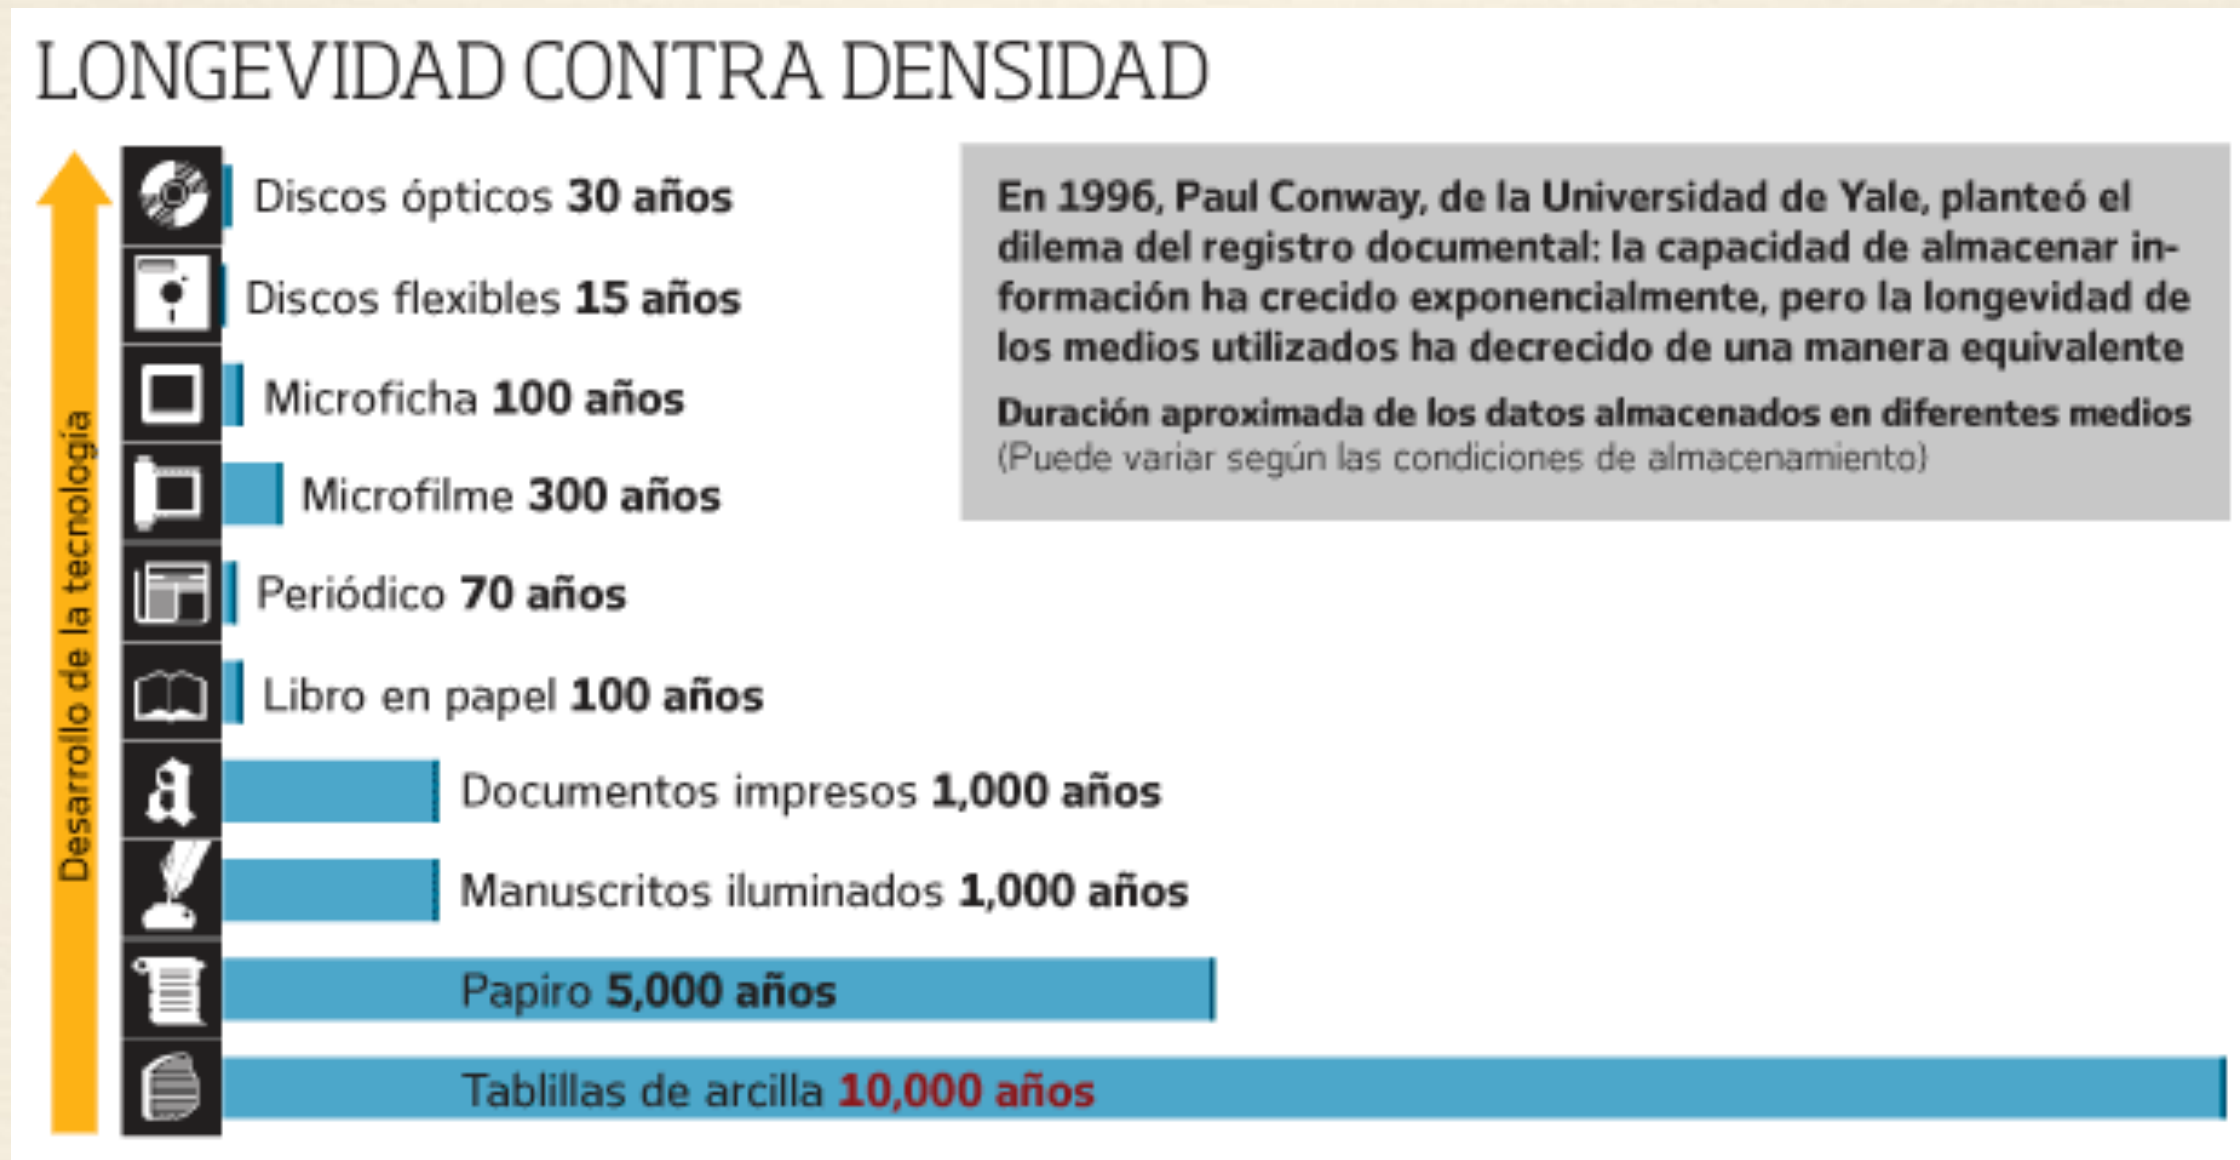 LONGEVIDAD CONTRA DENSIDAD
Desarrollo de la tecnología
Discos ópticos 30 años
Discos flexibles 15 años
Microficha 100 años
Microfilme 300 años
Periódico 70 años
Libro en papel 100 años
a
Documentos impresos 1,000 años
Manuscritos iluminados 1,000 años
Papiro 5,000 años
Tablillas de arcilla 10,000 años
En 1996, Paul Conway, de la Universidad de Yale, planteó el
dilema del registro documental: la capacidad de almacenar in-
formación ha crecido exponencialmente, pero la longevidad de
los medios utilizados ha decrecido de una manera equivalente
Duración aproximada de los datos almacenados en diferentes medios
(Puede variar según las condiciones de almacenamiento)